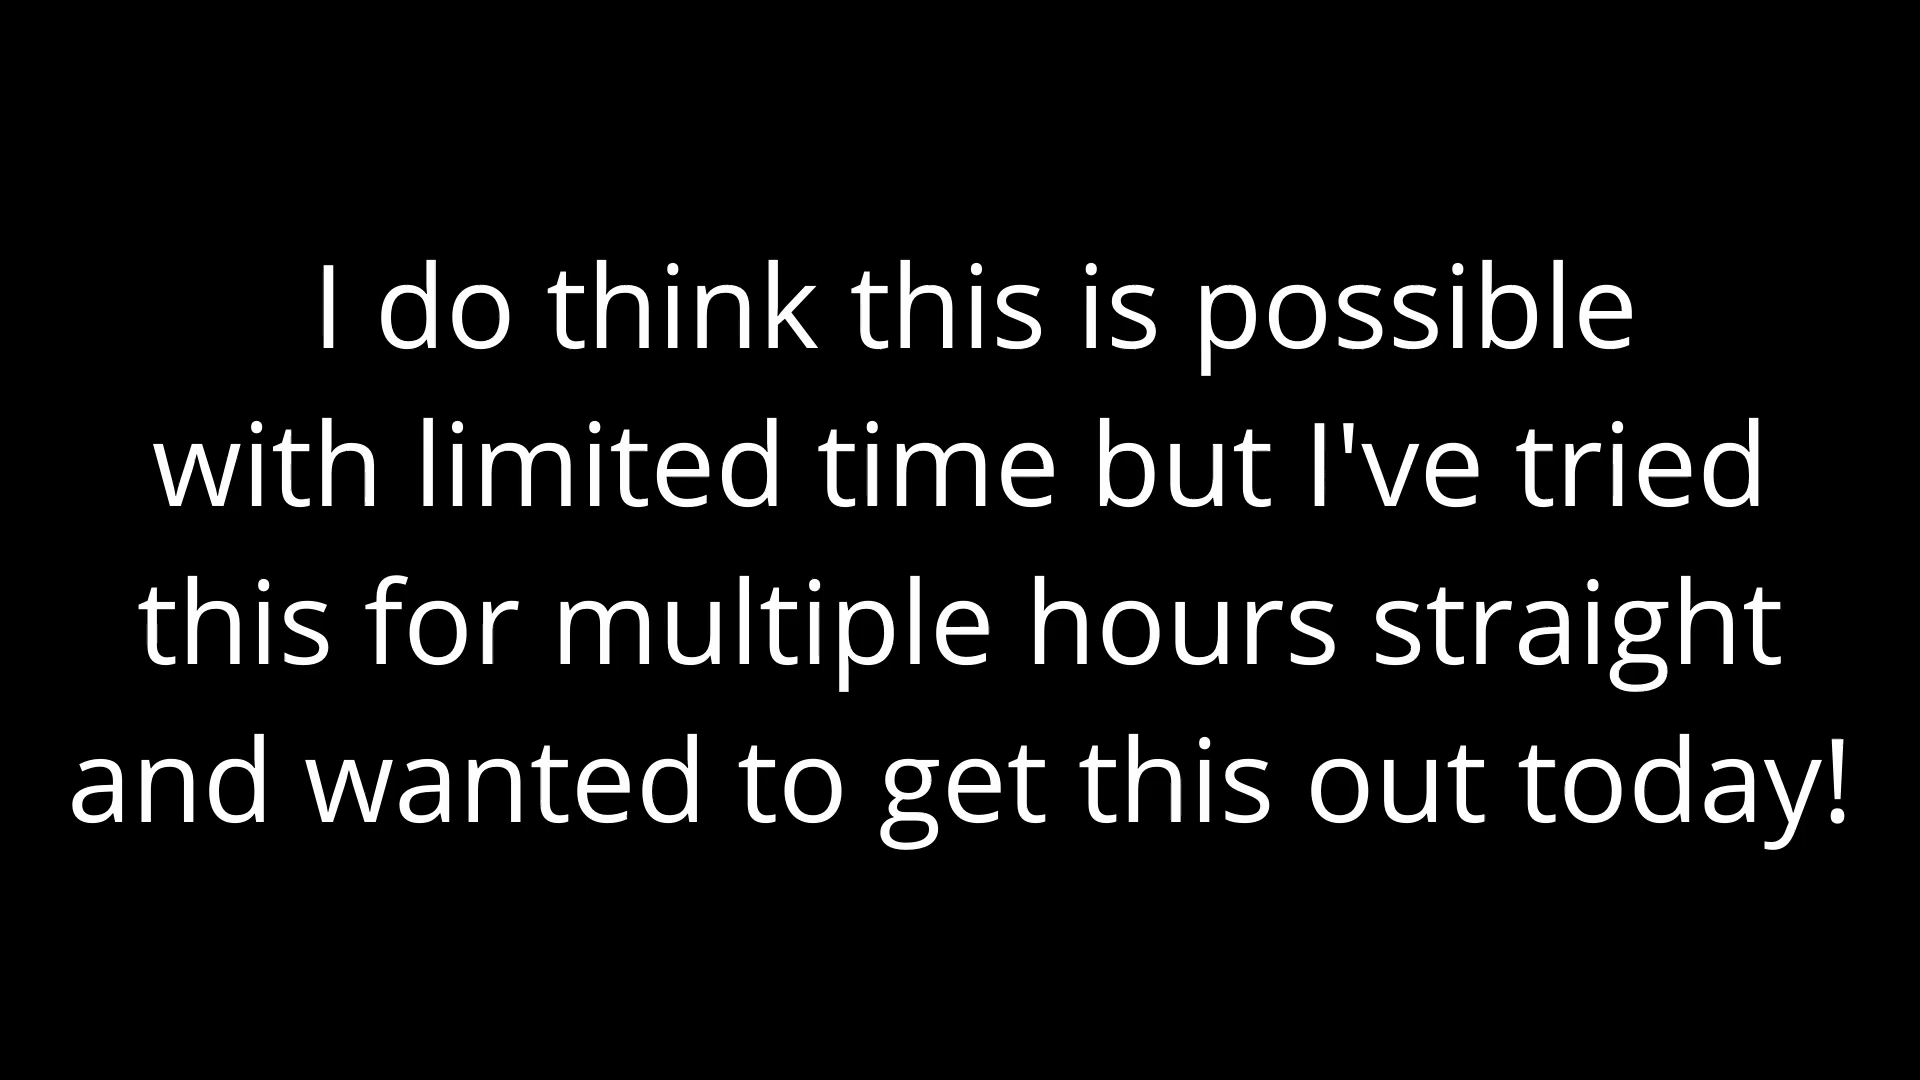 I do think this is possible
with limited time but I've tried
this for multiple hours straight
and wanted to get this out today!